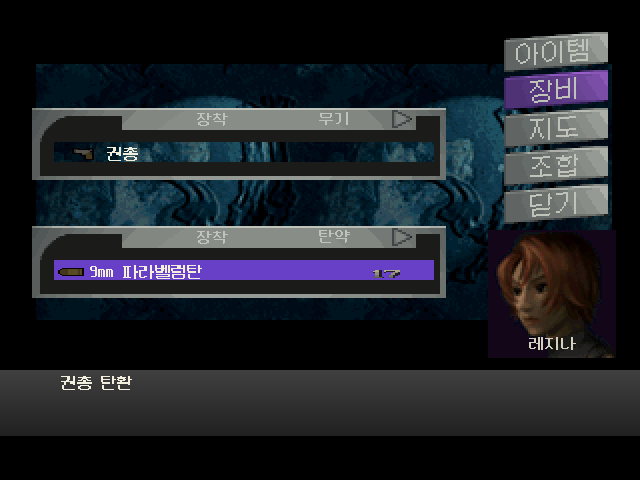 아이템
장비
지도
조합
닫기
장착 무기
권총
장착 탄약
9mm 파라벨럼탄 17
레지나
권총 탄환